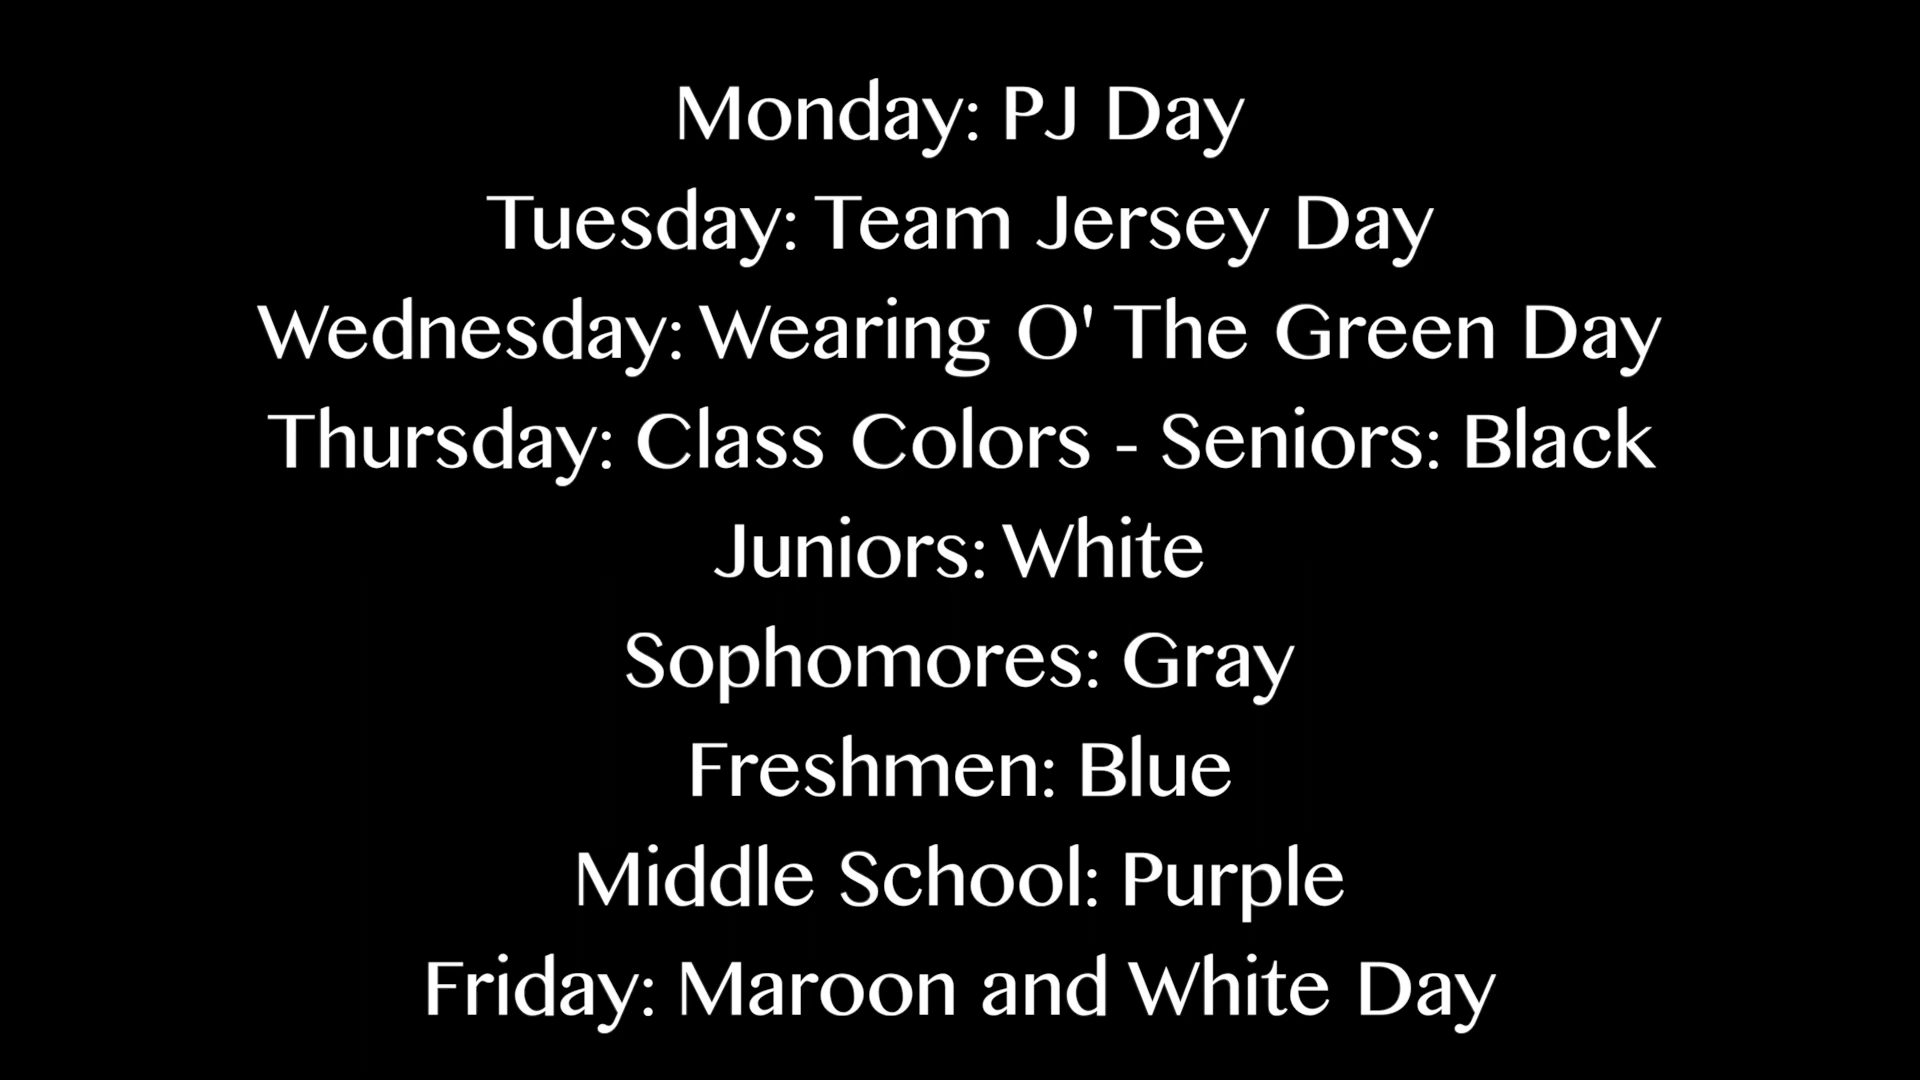 Monday: PJ Day
Tuesday: Team Jersey Day
Wednesday: Wearing O' The Green Day
Thursday: Class Colors - Seniors: Black
Juniors: White
Sophomores: Gray
Freshmen: Blue
Middle School: Purple
Friday: Maroon and White Day